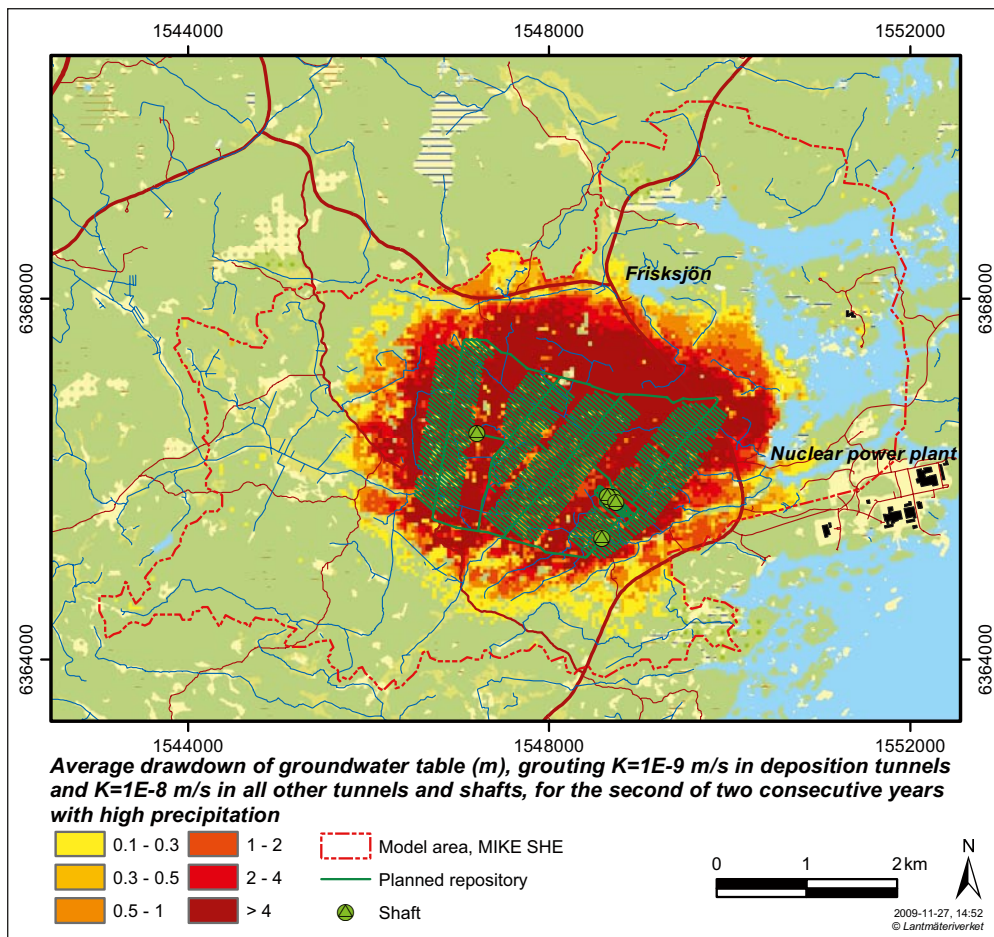 1544000 1548000 1552000
Frisksjön
6368000 6368000
Nuclear power plant
6364000 6364000
1544000 1548000 1552000
Average drawdown of groundwater table (m), grouting K=1E-9 m/s in deposition tunnels
and K=1E-8 m/s in all other tunnels and shafts, for the second of two consecutive years
with high precipitation
0.1 - 0.3 1 - 2 Model area, MIKE SHE
0.3 - 0.5 2 - 4 Planned repository
0.5 - 1 > 4 Shaft
0 1 2 km
N
2009-11-27, 14:52
© Lantmäteriverket